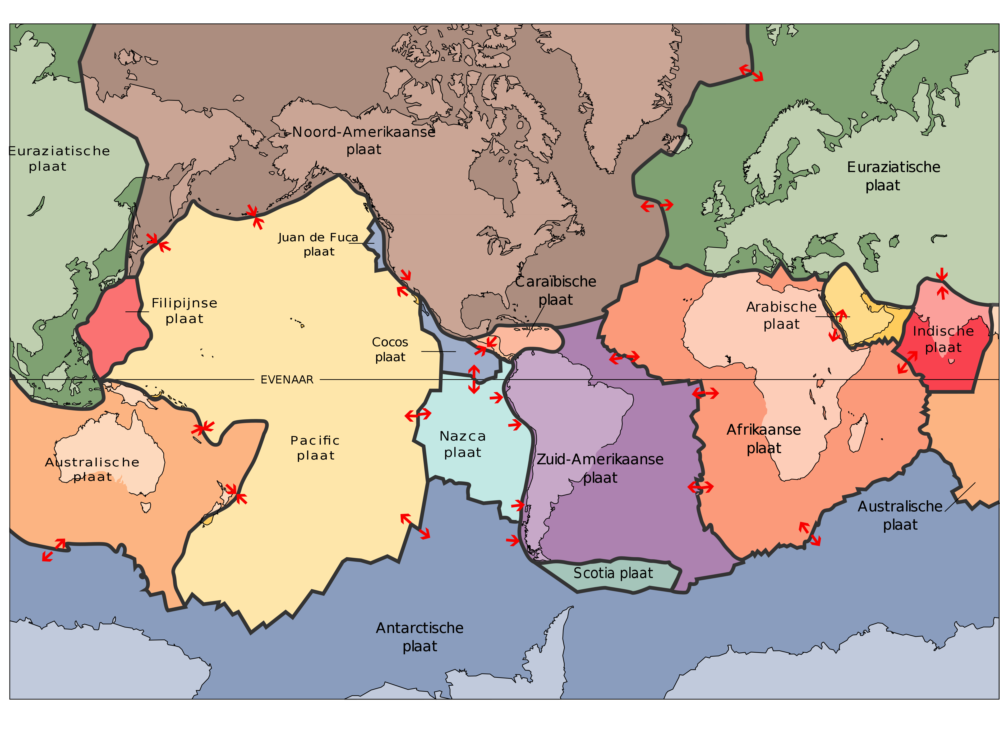 Noord-Amerikaanse
plaat
Euraziatische
plaat
Euraziatische
plaat
Juan de Fuca
plaat
Caraïbische
plaat
Filipijnse
plaat
Arabische
plaat
Indische
plaat
Cocos
plaat
EVENAAR
Afrikaanse
plaat
Nazca
plaat
Pacific
plaat
Australische
plaat
Zuid-Amerikaanse
plaat
Australische
plaat
Scotia plaat
Antarctische
plaat